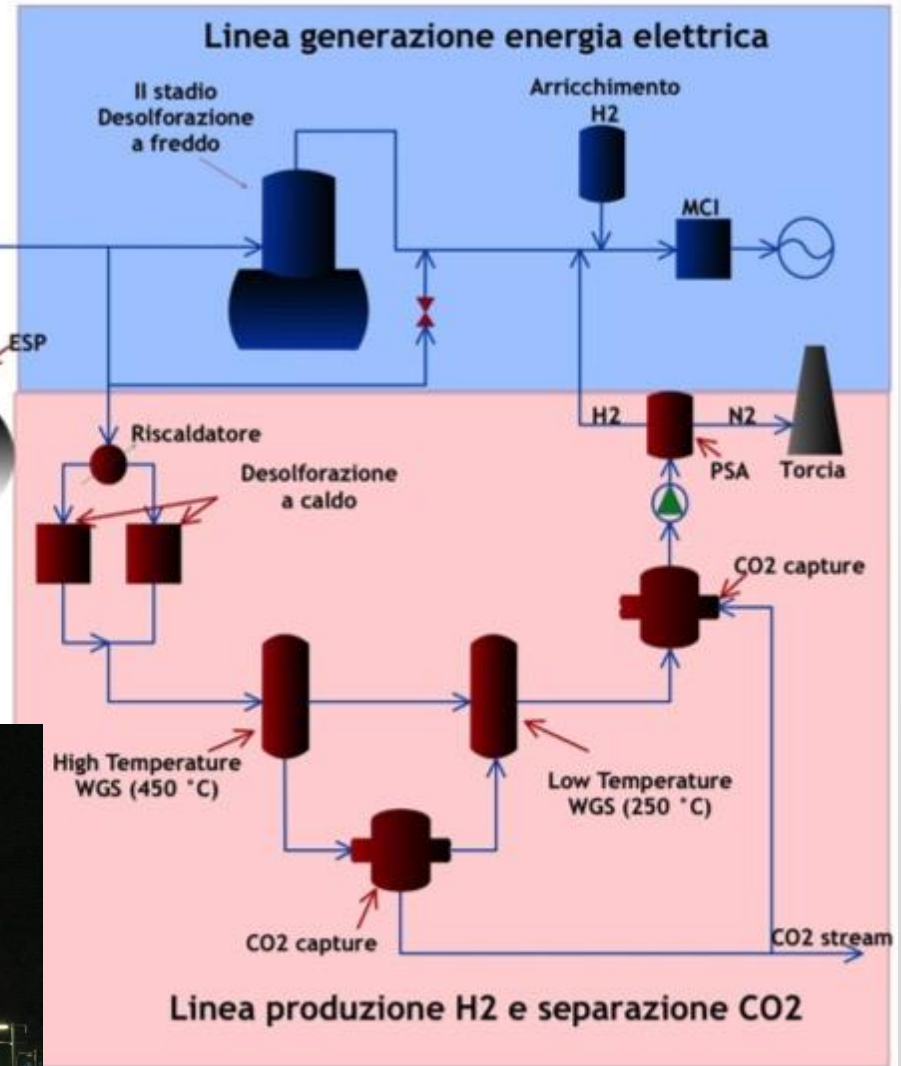 Linea generazione energia elettrica
II stadio
Desolforazione
a freddo
Arricchimento
H2
MCI
ESP
Riscaldatore
Desolforazione
a caldo
H2
N2
PSA
Torcia
CO2 capture
High Temperature
WGS (450 °C)
Low Temperature
WGS (250 °C)
CO2 capture
CO2 stream
Linea produzione H2 e separazione CO2